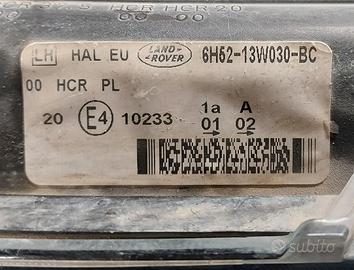 HCR HCR 20
00 00
LH HAL EU LAND ROVER 6H52-13W030-BC
00 HCR PL
20 E4 10233 1a A
01 02
subito